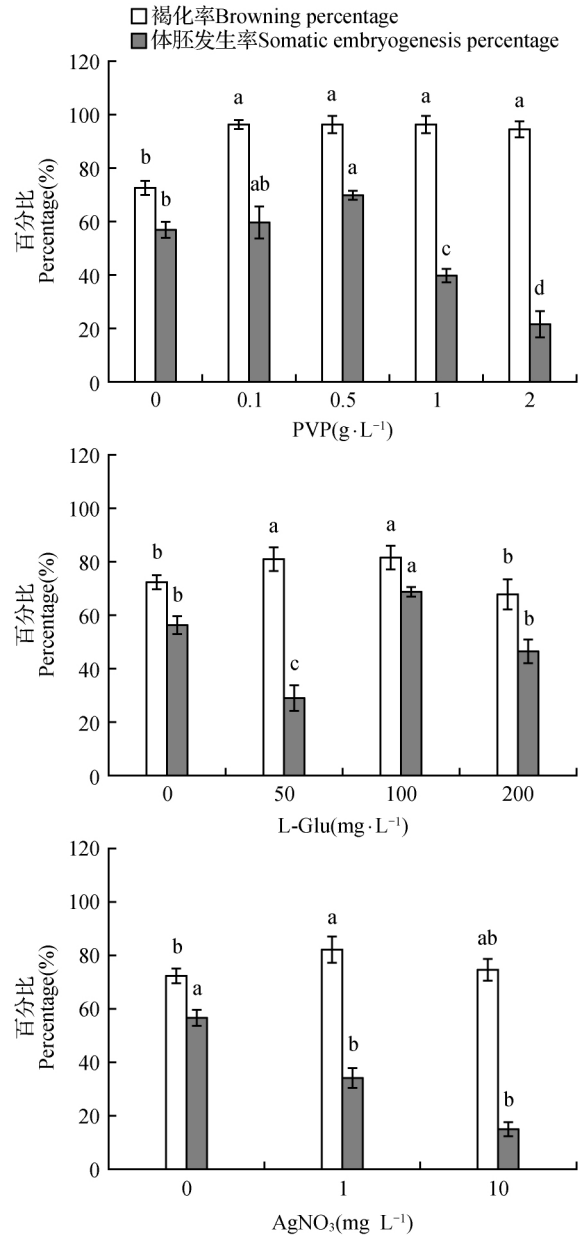 褐化率Browning percentage
体胚发生率Somatic embryogenesis percentage
120
100
80
60
40
20
0
百分比
Percentage(%)
b
b
a
ab
a
a
a
c
a
d
0 0.1 0.5 1 2
PVP(g·L⁻¹)
120
100
80
60
40
20
0
百分比
Percentage(%)
b
b
a
c
a
a
b
b
0 50 100 200
L-Glu(mg·L⁻¹)
120
100
80
60
40
20
0
百分比
Percentage(%)
b
a
a
b
ab
b
0 1 10
AgNO₃(mg L⁻¹)